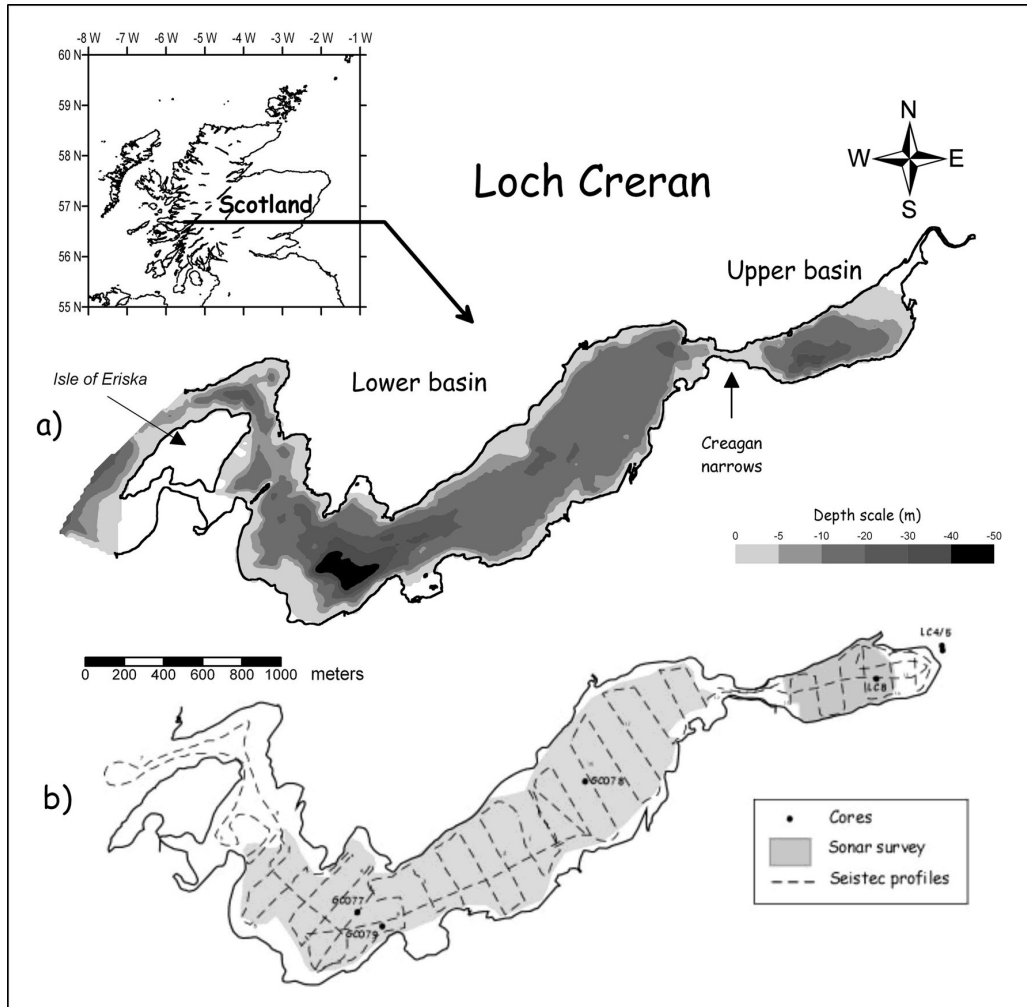 -8 W -7 W -6 W -5 W -4 W -3 W -2 W -1 W
60 N
59 N
58 N
57 N
56 N
55 N
Scotland
Loch Creran
N
W E
S
Upper basin
Lower basin
Isle of Eriska
a)
Creagan
narrows
Depth scale (m)
0 -5 -10 -20 -30 -50
0 200 400 600 800 1000 meters
LC4/5
LC8
GC078
b)
GC077
GC079
Cores
Sonar survey
Seistec profiles